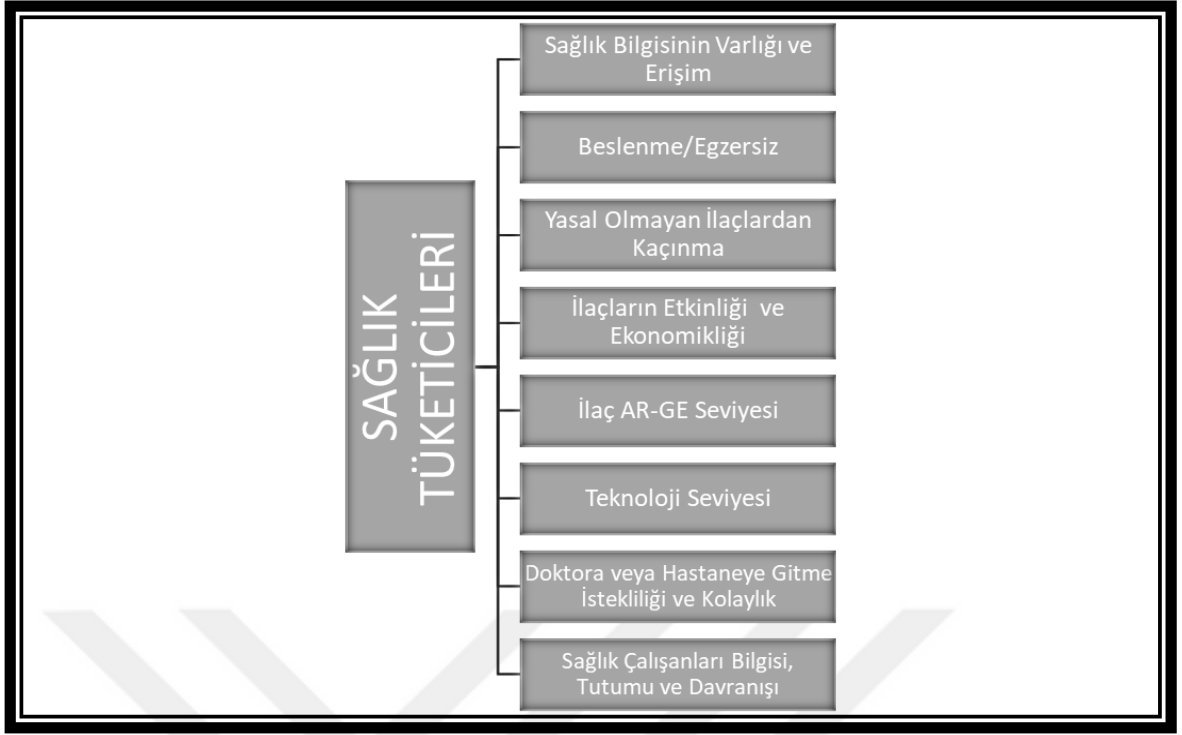 SAĞLIK
TÜKETİCİLERİ
Sağlık Bilgisinin Varlığı ve
Erişim
Beslenme/Egzersiz
Yasal Olmayan İlaçlardan
Kaçınma
İlaçların Etkinliği ve
Ekonomikliği
İlaç AR-GE Seviyesi
Teknoloji Seviyesi
Doktora veya Hastaneye Gitme
İstekliliği ve Kolaylık
Sağlık Çalışanları Bilgisi,
Tutumu ve Davranışı